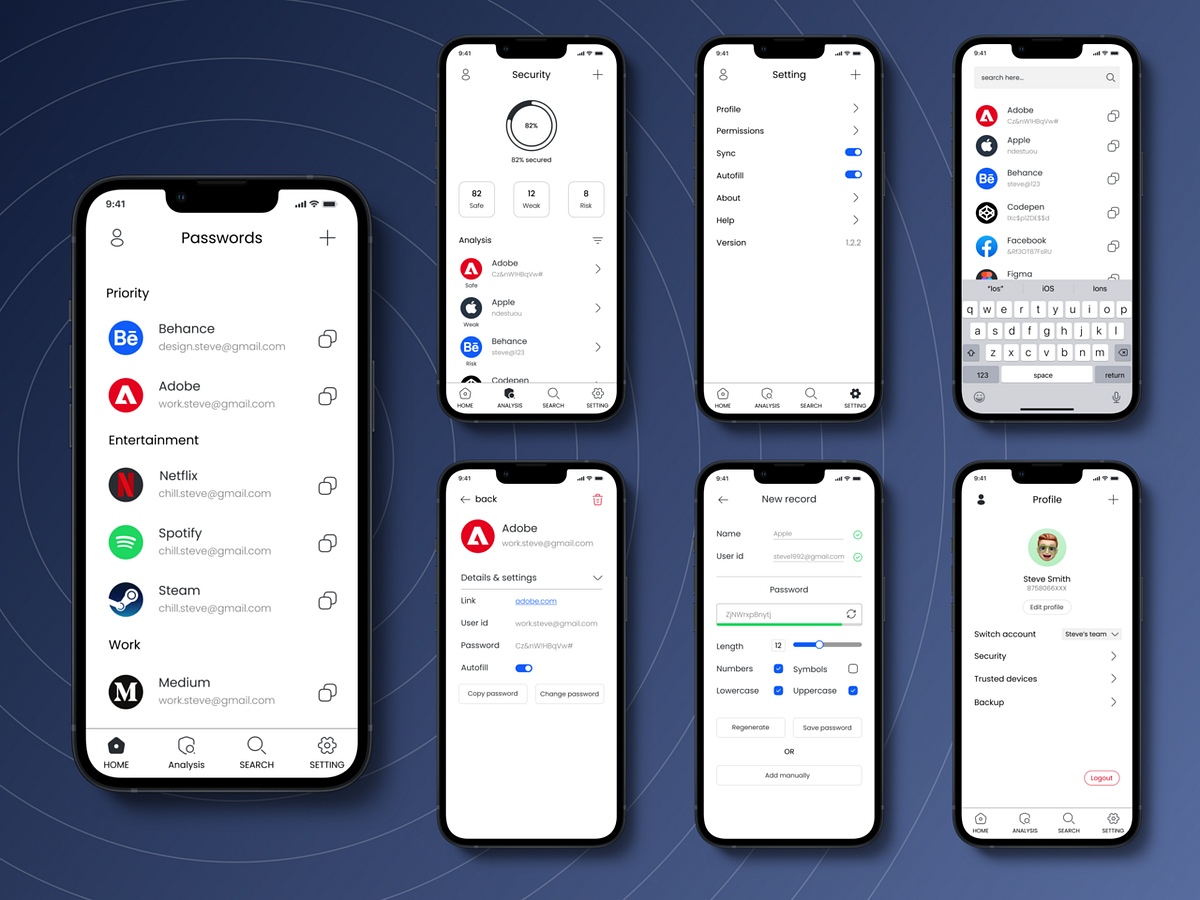 9:41
Passwords
Priority
Bē
Behance
design.steve@gmail.com
Adobe
work.steve@gmail.com
Entertainment
N
Netflix
chill.steve@gmail.com
Spotify
chill.steve@gmail.com
Steam
chill.steve@gmail.com
Work
M
Medium
work.steve@gmail.com
HOME
Analysis
SEARCH
SETTING
9:41
Security
82%
82% secured
82
Safe
12
Weak
8
Risk
Analysis
Adobe
Cz&nW!HBqVw#
Safe
Apple
ndestuou
Weak
Bē
Behance
steve@123
Risk
Codepen
HOME
ANALYSIS
SEARCH
SETTING
9:41
Setting
Profile
Permissions
Sync
Autofill
About
Help
Version 1.2.2
HOME
ANALYSIS
SEARCH
SETTING
9:41
search here...
Adobe
Cz&nW!HBqVw#
Apple
ndestuou
Bē
Behance
steve@123
Codepen
Facebook
Figma
"Ios" iOS Ions
q w e r t y u i o p
a s d f g h j k l
z x c v b n m
123 space return
9:41
back
Adobe
work.steve@gmail.com
Details & settings
Link adobe.com
User id work.steve@gmail.com
Password Cz&nW!HBqVw#
Autofill
Copy password Change password
9:41
New record
Name Apple
User id steve1992@gmail.com
Password
ZjNWrxpBnytj
Length 12
Numbers Symbols
Lowercase Uppercase
Regenerate Save password
OR
Add manually
9:41
Profile
Steve Smith
8758066XXX
Edit profile
Switch account Steve's team
Security
Trusted devices
Backup
Logout
HOME
ANALYSIS
SEARCH
SETTING